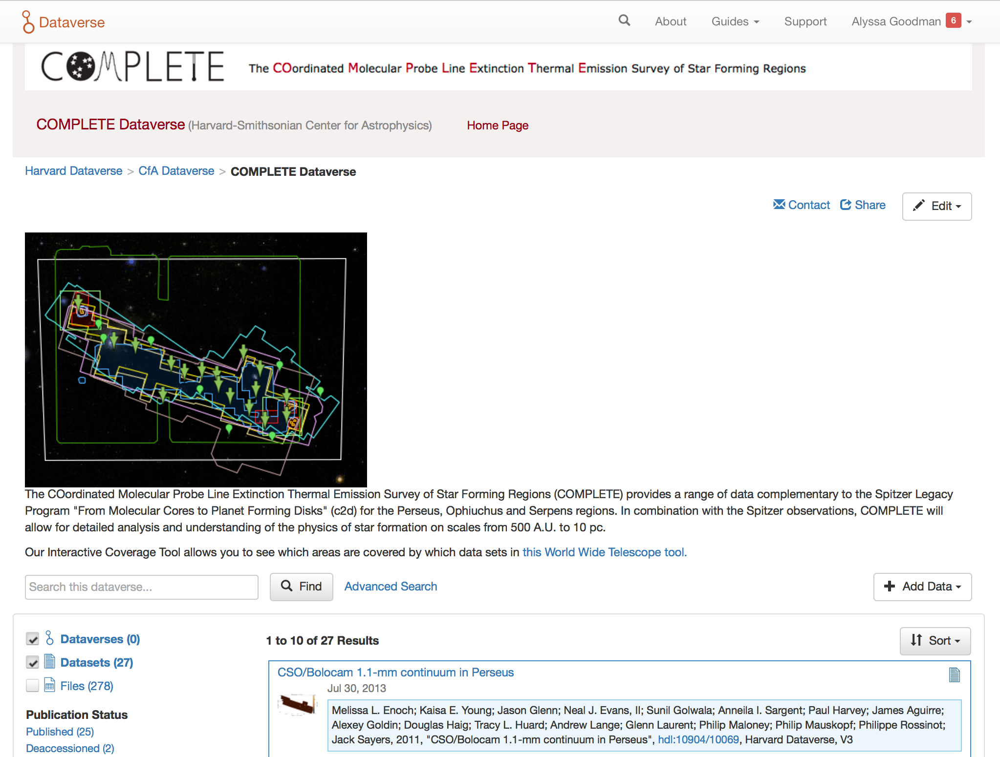 Dataverse
About Guides Support Alyssa Goodman 6
COMPLETE The COordinated Molecular Probe Line Extinction Thermal Emission Survey of Star Forming Regions
COMPLETE Dataverse (Harvard-Smithsonian Center for Astrophysics) Home Page
Harvard Dataverse > CfA Dataverse > COMPLETE Dataverse
Contact Share Edit
The COordinated Molecular Probe Line Extinction Thermal Emission Survey of Star Forming Regions (COMPLETE) provides a range of data complementary to the Spitzer Legacy
Program "From Molecular Cores to Planet Forming Disks" (c2d) for the Perseus, Ophiuchus and Serpens regions. In combination with the Spitzer observations, COMPLETE will
allow for detailed analysis and understanding of the physics of star formation on scales from 500 A.U. to 10 pc.
Our Interactive Coverage Tool allows you to see which areas are covered by which data sets in this World Wide Telescope tool.
Search this dataverse... Find Advanced Search Add Data
Dataverses (0)
Datasets (27)
Files (278)
Publication Status
Published (25)
Deaccessioned (2)
1 to 10 of 27 Results Sort
CSO/Bolocam 1.1-mm continuum in Perseus
Jul 30, 2013
Melissa L. Enoch; Kaisa E. Young; Jason Glenn; Neal J. Evans, II; Sunil Golwala; Anneila I. Sargent; Paul Harvey; James Aguirre;
Alexey Goldin; Douglas Haig; Tracy L. Huard; Andrew Lange; Glenn Laurent; Philip Maloney; Philip Mauskopf; Philippe Rossinot;
Jack Sayers, 2011, "CSO/Bolocam 1.1-mm continuum in Perseus", hdl:10904/10069, Harvard Dataverse, V3